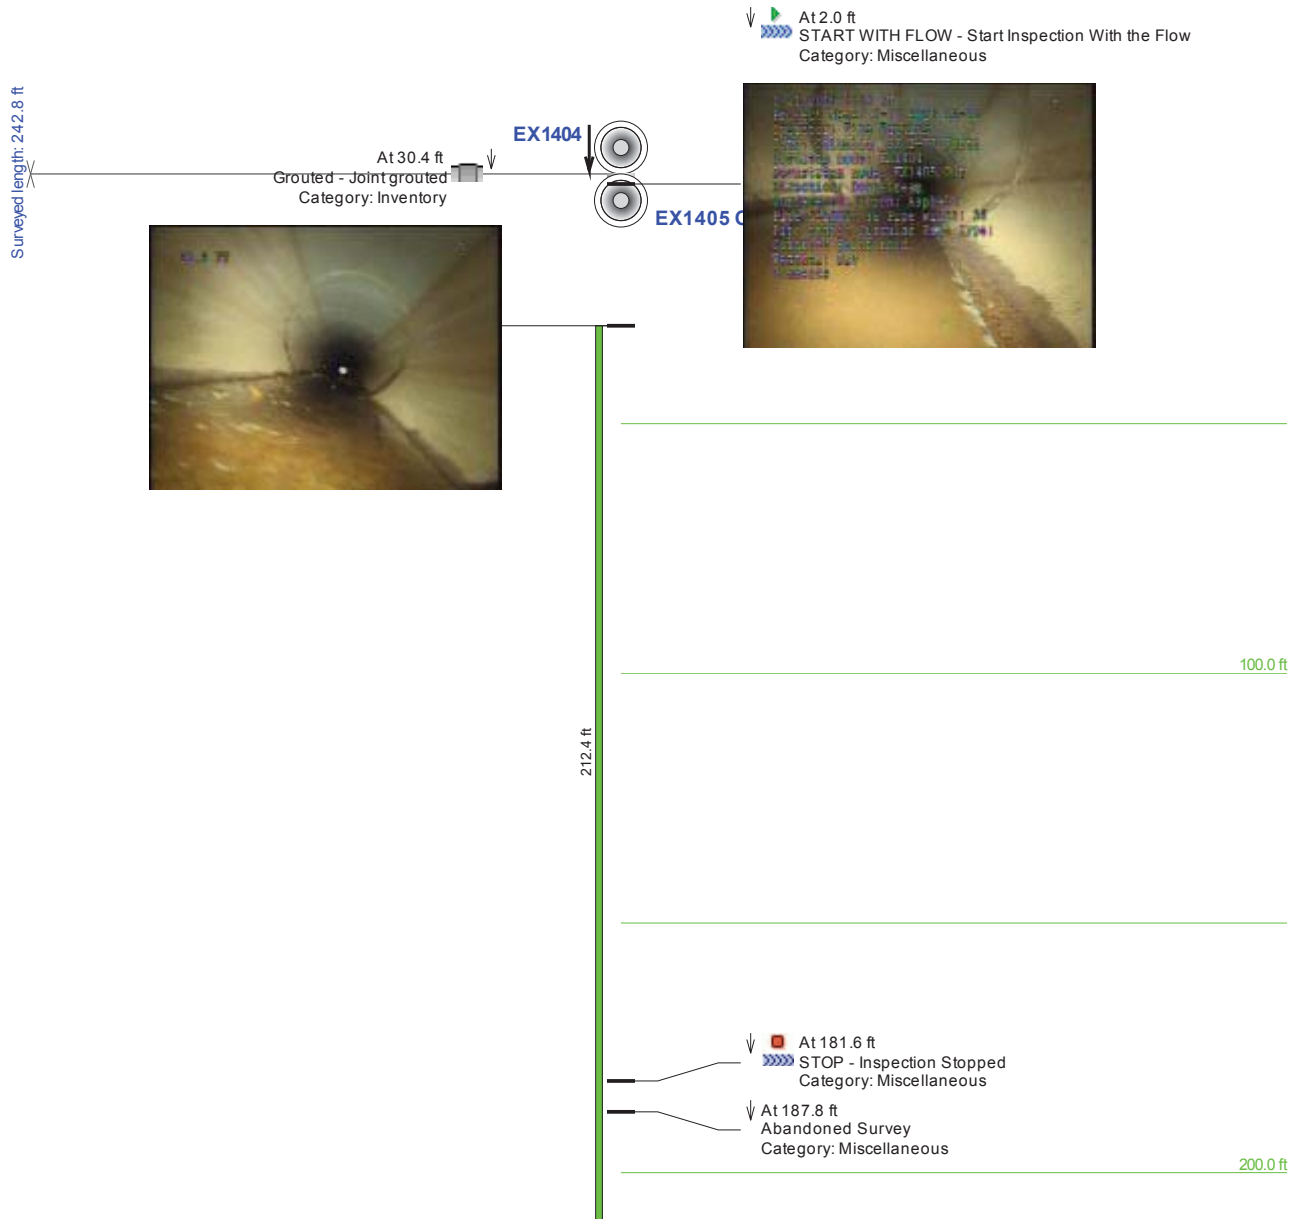 At 2.0 ft
START WITH FLOW - Start Inspection With the Flow
Category: Miscellaneous
Surveyed length: 242.8 ft
EX1404
At 30.4 ft
Grouted - Joint grouted
Category: Inventory
EX1405
100.0 ft
212.4 ft
At 181.6 ft
STOP - Inspection Stopped
Category: Miscellaneous
At 187.8 ft
Abandoned Survey
Category: Miscellaneous
200.0 ft